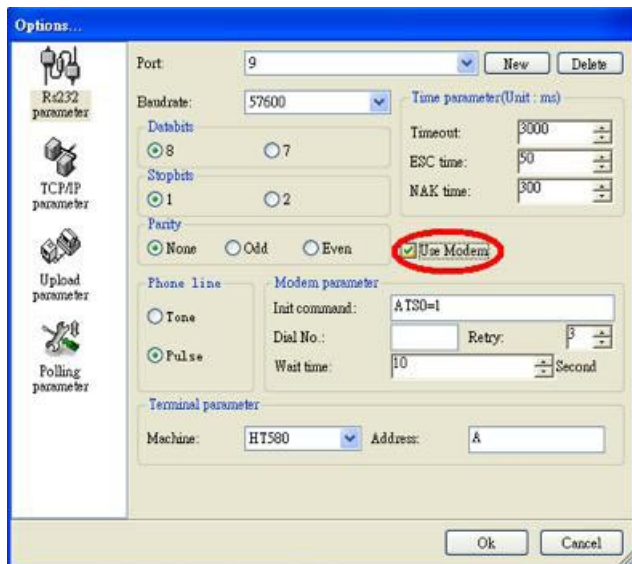 Options...
Rs232 parameter
TCP/IP parameter
Upload parameter
Polling parameter
Port: 9 New Delete
Baudrate: 57600
Time parameter(Unit : ms)
Timeout: 3000
ESC time: 50
NAK time: 300
Databits
8 7
Stopbits
1 2
Parity
None Odd Even
Use Modem
Phone line
Tone
Pulse
Modem parameter
Init command: ATS0=1
Dial No.: Retry: 3
Wait time: 10 Second
Terminal parameter
Machine: HT580 Address: A
Ok Cancel